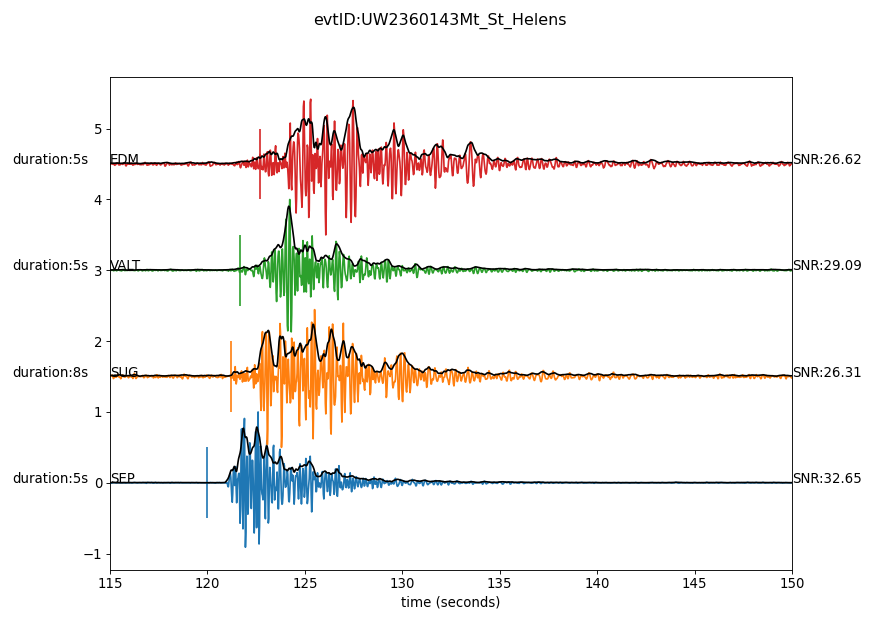 evtID:UW2360143Mt_St_Helens
5
duration:5s EDM SNR:26.62
4
duration:5s VALT SNR:29.09
3
2
duration:8s SUG SNR:26.31
1
duration:5s SEP SNR:32.65
0
−1
115 120 125 130 135 140 145 150
time (seconds)